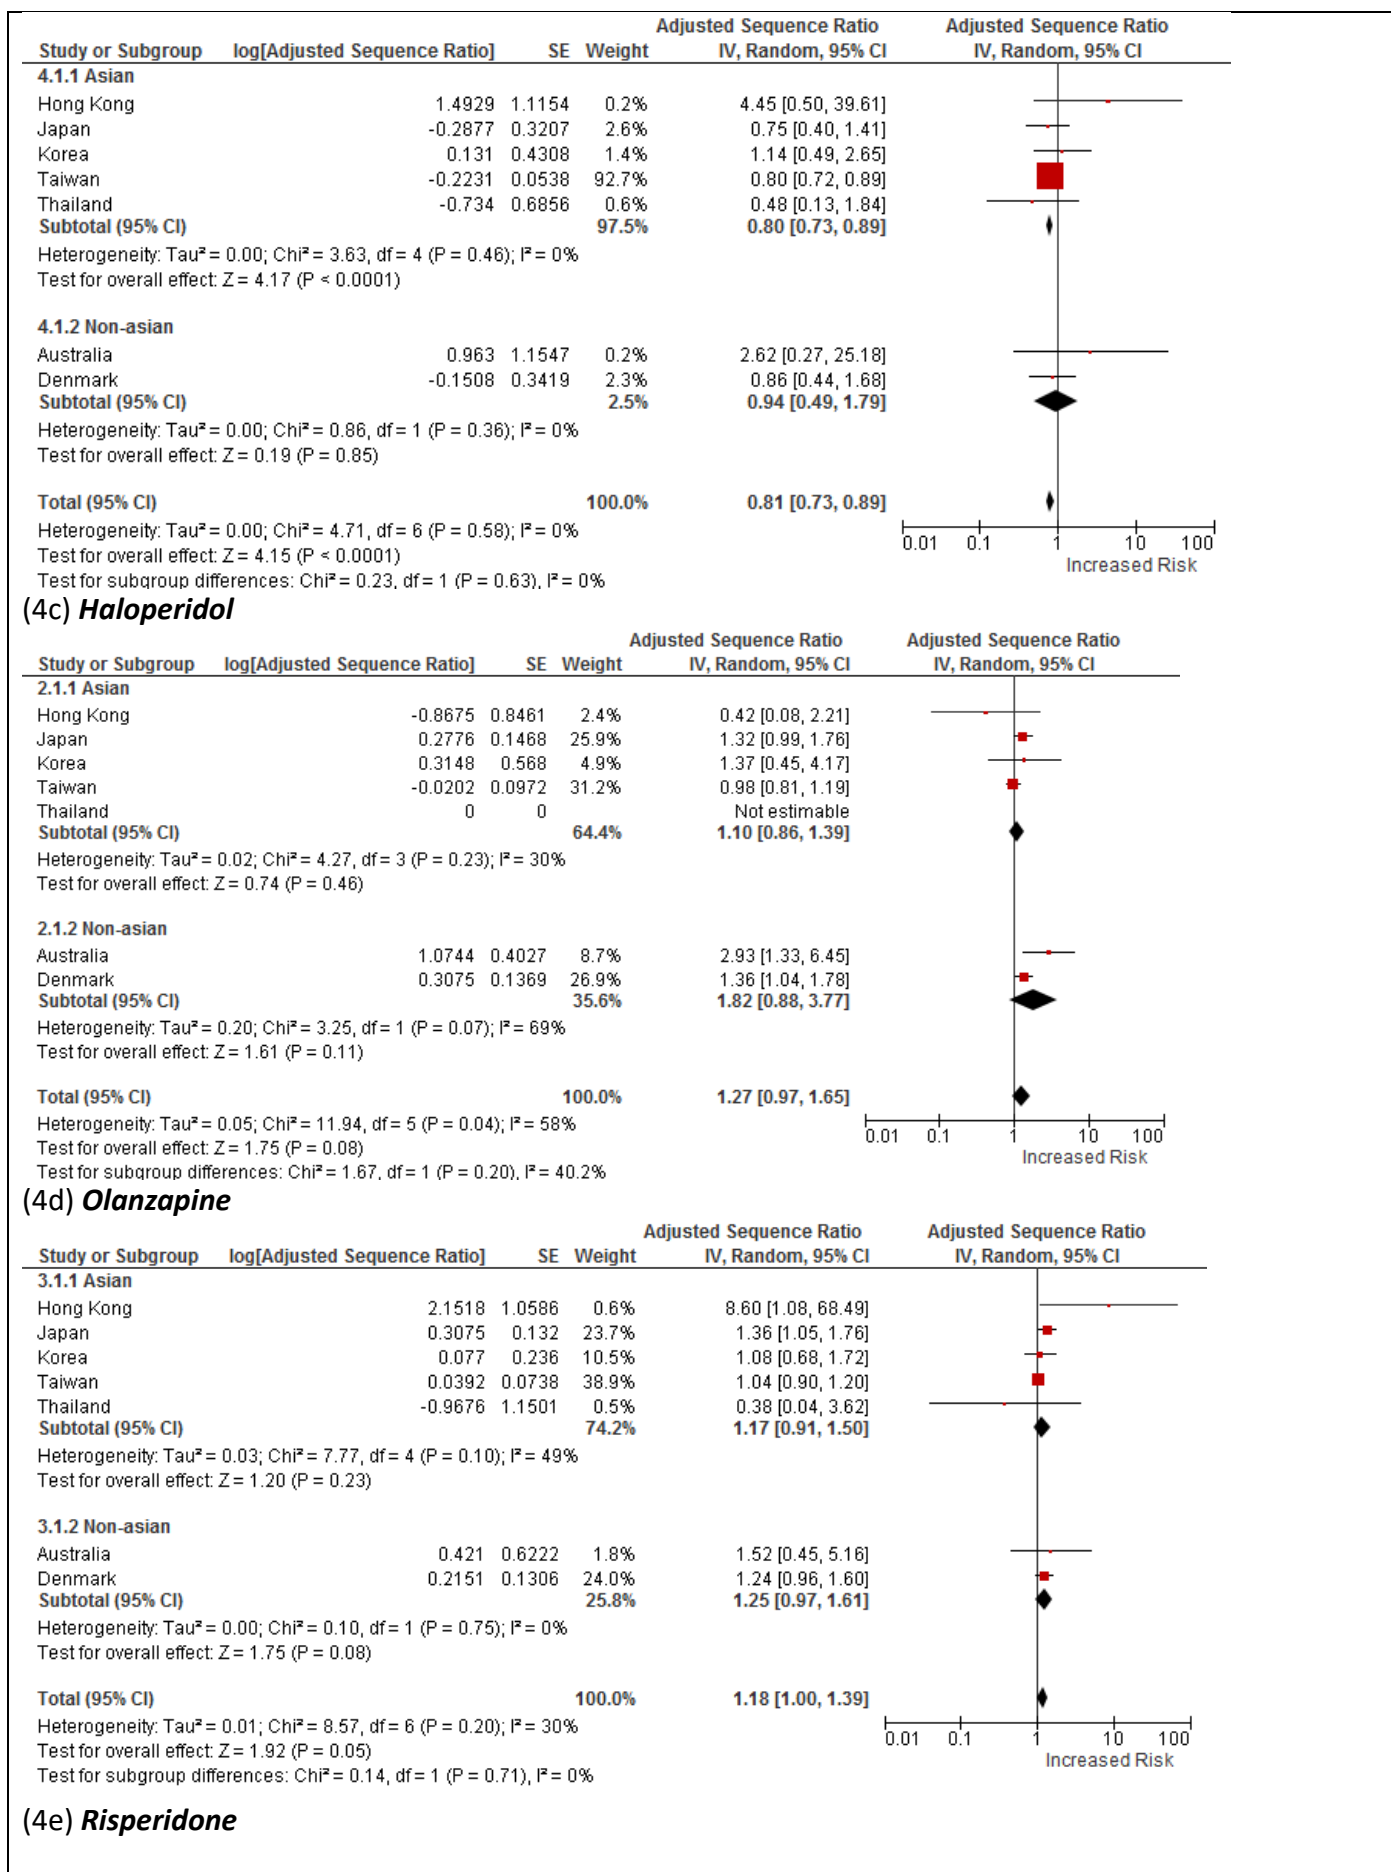 Adjusted Sequence Ratio Adjusted Sequence Ratio
Study or Subgroup log[Adjusted Sequence Ratio] SE Weight IV, Random, 95% CI IV, Random, 95% CI
4.1.1 Asian
Hong Kong 1.4929 1.1154 0.2% 4.45 [0.50, 39.61]
Japan -0.2877 0.3207 2.6% 0.75 [0.40, 1.41]
Korea 0.131 0.4308 1.4% 1.14 [0.49, 2.65]
Taiwan -0.2231 0.0538 92.7% 0.80 [0.72, 0.89]
Thailand -0.734 0.6856 0.6% 0.48 [0.13, 1.84]
Subtotal (95% CI) 97.5% 0.80 [0.73, 0.89]
Heterogeneity: Tau² = 0.00; Chi² = 3.63, df = 4 (P = 0.46); I² = 0%
Test for overall effect: Z = 4.17 (P < 0.0001)
4.1.2 Non-asian
Australia 0.963 1.1547 0.2% 2.62 [0.27, 25.18]
Denmark -0.1508 0.3419 2.3% 0.86 [0.44, 1.68]
Subtotal (95% CI) 2.5% 0.94 [0.49, 1.79]
Heterogeneity: Tau² = 0.00; Chi² = 0.86, df = 1 (P = 0.36); I² = 0%
Test for overall effect: Z = 0.19 (P = 0.85)
Total (95% CI) 100.0% 0.81 [0.73, 0.89]
Heterogeneity: Tau² = 0.00; Chi² = 4.71, df = 6 (P = 0.58); I² = 0%
Test for overall effect: Z = 4.15 (P < 0.0001)
Test for subgroup differences: Chi² = 0.23, df = 1 (P = 0.63), I² = 0%
0.01 0.1 1 10 100
Increased Risk
(4c) Haloperidol
Adjusted Sequence Ratio Adjusted Sequence Ratio
Study or Subgroup log[Adjusted Sequence Ratio] SE Weight IV, Random, 95% CI IV, Random, 95% CI
2.1.1 Asian
Hong Kong -0.8675 0.8461 2.4% 0.42 [0.08, 2.21]
Japan 0.2776 0.1468 25.9% 1.32 [0.99, 1.76]
Korea 0.3148 0.568 4.9% 1.37 [0.45, 4.17]
Taiwan -0.0202 0.0972 31.2% 0.98 [0.81, 1.19]
Thailand 0 0 Not estimable
Subtotal (95% CI) 64.4% 1.10 [0.86, 1.39]
Heterogeneity: Tau² = 0.02; Chi² = 4.27, df = 3 (P = 0.23); I² = 30%
Test for overall effect: Z = 0.74 (P = 0.46)
2.1.2 Non-asian
Australia 1.0744 0.4027 8.7% 2.93 [1.33, 6.45]
Denmark 0.3075 0.1369 26.9% 1.36 [1.04, 1.78]
Subtotal (95% CI) 35.6% 1.82 [0.88, 3.77]
Heterogeneity: Tau² = 0.20; Chi² = 3.25, df = 1 (P = 0.07); I² = 69%
Test for overall effect: Z = 1.61 (P = 0.11)
Total (95% CI) 100.0% 1.27 [0.97, 1.65]
Heterogeneity: Tau² = 0.05; Chi² = 11.94, df = 5 (P = 0.04); I² = 58%
Test for overall effect: Z = 1.75 (P = 0.08)
Test for subgroup differences: Chi² = 1.67, df = 1 (P = 0.20), I² = 40.2%
0.01 0.1 1 10 100
Increased Risk
(4d) Olanzapine
Adjusted Sequence Ratio Adjusted Sequence Ratio
Study or Subgroup log[Adjusted Sequence Ratio] SE Weight IV, Random, 95% CI IV, Random, 95% CI
3.1.1 Asian
Hong Kong 2.1518 1.0586 0.6% 8.60 [1.08, 68.49]
Japan 0.3075 0.132 23.7% 1.36 [1.05, 1.76]
Korea 0.077 0.236 10.5% 1.08 [0.68, 1.72]
Taiwan 0.0392 0.0738 38.9% 1.04 [0.90, 1.20]
Thailand -0.9676 1.1501 0.5% 0.38 [0.04, 3.62]
Subtotal (95% CI) 74.2% 1.17 [0.91, 1.50]
Heterogeneity: Tau² = 0.03; Chi² = 7.77, df = 4 (P = 0.10); I² = 49%
Test for overall effect: Z = 1.20 (P = 0.23)
3.1.2 Non-asian
Australia 0.421 0.6222 1.8% 1.52 [0.45, 5.16]
Denmark 0.2151 0.1306 24.0% 1.24 [0.96, 1.60]
Subtotal (95% CI) 25.8% 1.25 [0.97, 1.61]
Heterogeneity: Tau² = 0.00; Chi² = 0.10, df = 1 (P = 0.75); I² = 0%
Test for overall effect: Z = 1.75 (P = 0.08)
Total (95% CI) 100.0% 1.18 [1.00, 1.39]
Heterogeneity: Tau² = 0.01; Chi² = 8.57, df = 6 (P = 0.20); I² = 30%
Test for overall effect: Z = 1.92 (P = 0.05)
Test for subgroup differences: Chi² = 0.14, df = 1 (P = 0.71), I² = 0%
0.01 0.1 1 10 100
Increased Risk
(4e) Risperidone